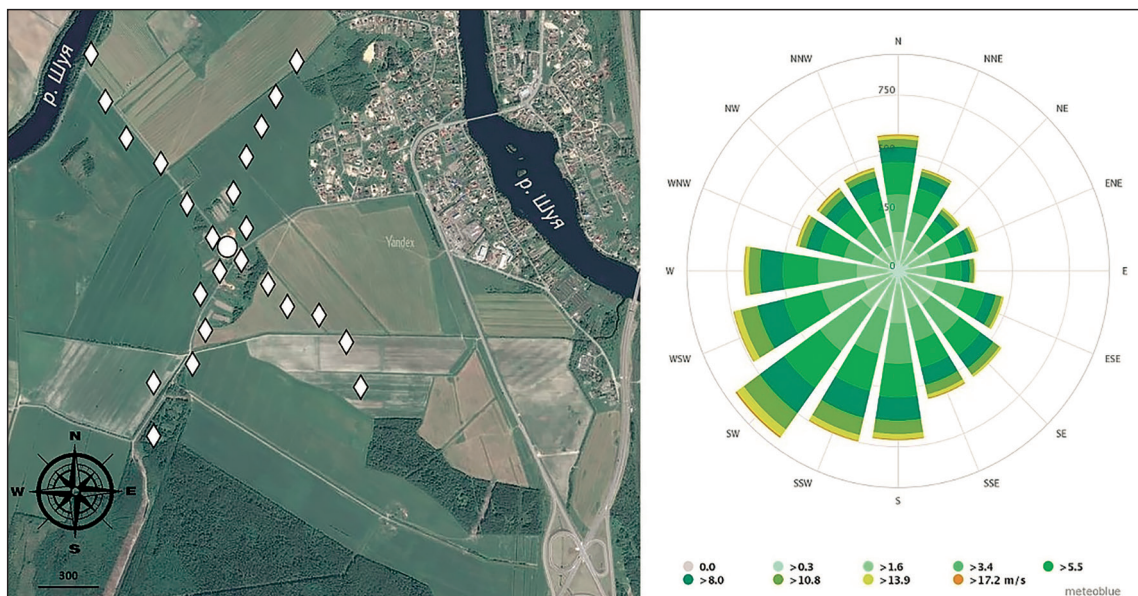 р. Шуя
р. Шуя
Yandex
N
W
E
S
300
N
NNE
NE
ENE
E
ESE
SE
SSE
S
SSW
SW
WSW
W
WNW
NW
NNW
750
50
0
0.0
>0.3
>1.6
>3.4
>5.5
>8.0
>10.8
>13.9
>17.2 m/s
meteoblue